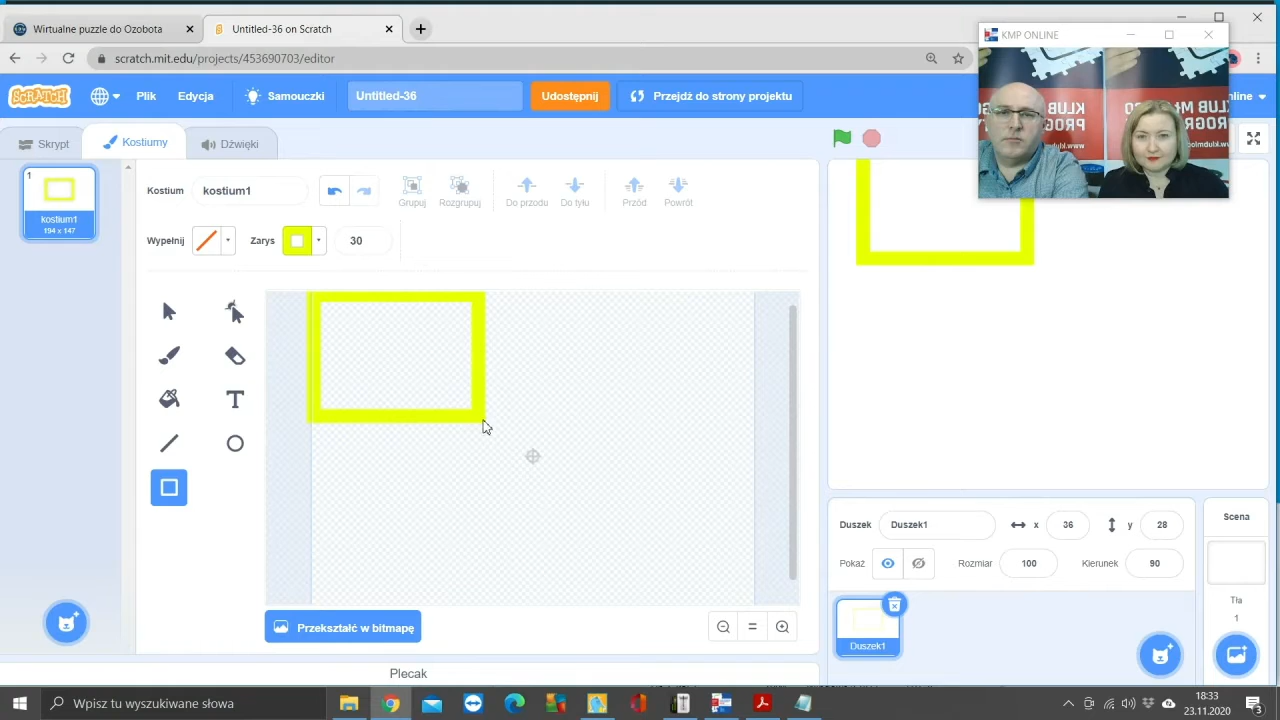 Wirtualne puzzle do Ozobota
Untitled-36 on Scratch
KMP ONLINE
scratch.mit.edu/projects/453690703/editor
SCRATCH
Plik
Edycja
Samouczki
Untitled-36
Udostępnij
Przejdź do strony projektu
nline
Skrypt
Kostiumy
Dźwięki
1
kostium1
194 x 147
Kostium
kostium1
Grupuj
Rozgrupuj
Do przodu
Do tyłu
Przód
Powrót
Wypełnij
Zarys
30
T
Przekształć w bitmapę
Plecak
Duszek
Duszek1
x
36
y
28
Pokaż
Rozmiar
100
Kierunek
90
Duszek1
Scena
Tła
1
Wpisz tu wyszukiwane słowa
18:33
23.11.2020
3